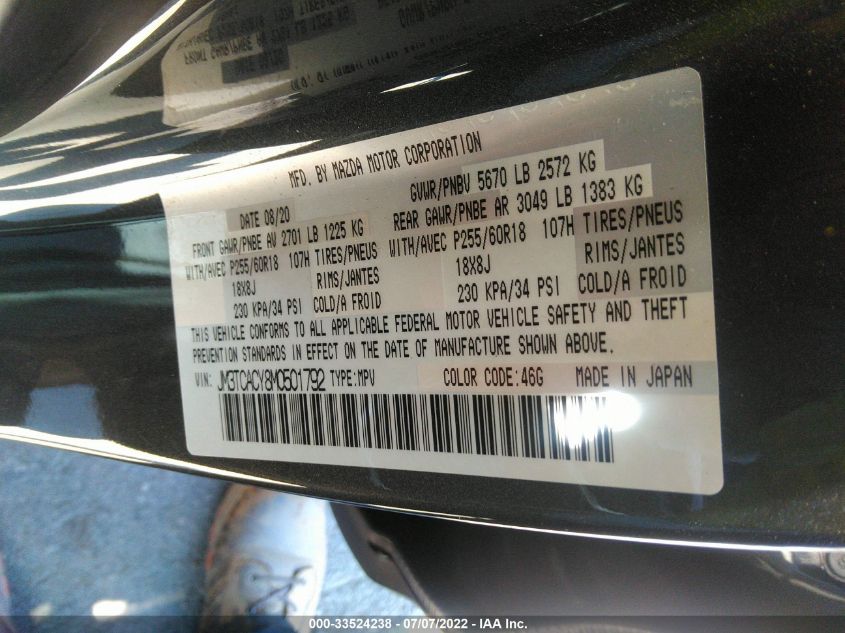 MFD. BY MAZDA MOTOR CORPORATION
DATE 08/20 GVWR/PNBV 5670 LB 2572 KG
FRONT GAWR/PNBE AV 2701 LB 1225 KG REAR GAWR/PNBE AR 3049 LB 1383 KG
WITH/AVEC P255/60R18 107H TIRES/PNEUS WITH/AVEC P255/60R18 107H TIRES/PNEUS
18X8J RIMS/JANTES 18X8J RIMS/JANTES
230 KPA/34 PSI COLD/A FROID 230 KPA/34 PSI COLD/A FROID
THIS VEHICLE CONFORMS TO ALL APPLICABLE FEDERAL MOTOR VEHICLE SAFETY AND THEFT
PREVENTION STANDARDS IN EFFECT ON THE DATE OF MANUFACTURE SHOWN ABOVE.
VIN: JM3TCACY8M0501792 TYPE:MPV COLOR CODE:46G MADE IN JAPAN
000-33524238 - 07/07/2022 - IAA Inc.